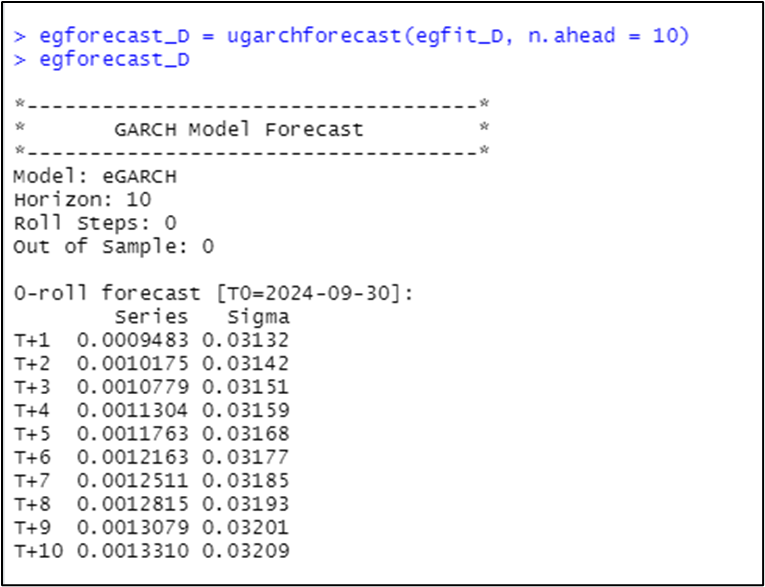 > egforecast_D = ugarchforecast(egfit_D, n.ahead = 10)
> egforecast_D
*------------------------------------*
*       GARCH Model Forecast         *
*------------------------------------*
Model: eGARCH
Horizon: 10
Roll Steps: 0
Out of Sample: 0
0-roll forecast [T0=2024-09-30]:
        Series   Sigma
T+1  0.0009483 0.03132
T+2  0.0010175 0.03142
T+3  0.0010779 0.03151
T+4  0.0011304 0.03159
T+5  0.0011763 0.03168
T+6  0.0012163 0.03177
T+7  0.0012511 0.03185
T+8  0.0012815 0.03193
T+9  0.0013079 0.03201
T+10 0.0013310 0.03209